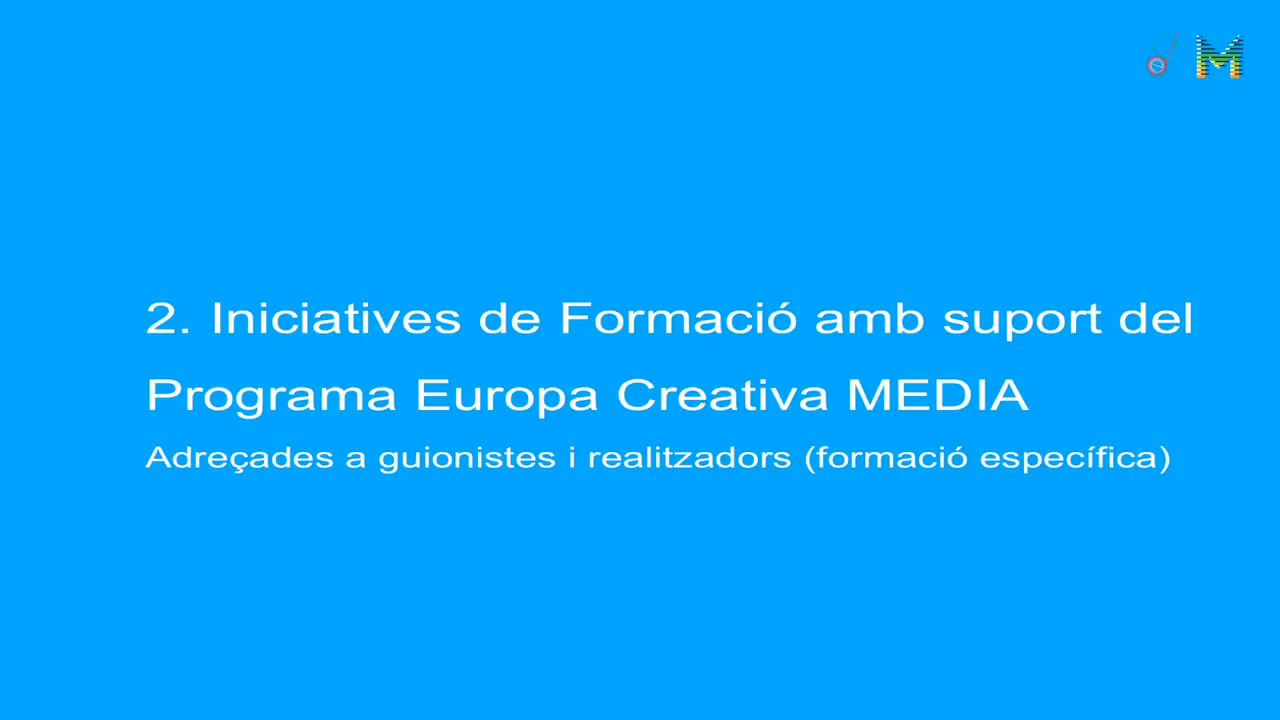 M
2. Iniciatives de Formació amb suport del
Programa Europa Creativa MEDIA
Adreçades a guionistes i realitzadors (formació específica)